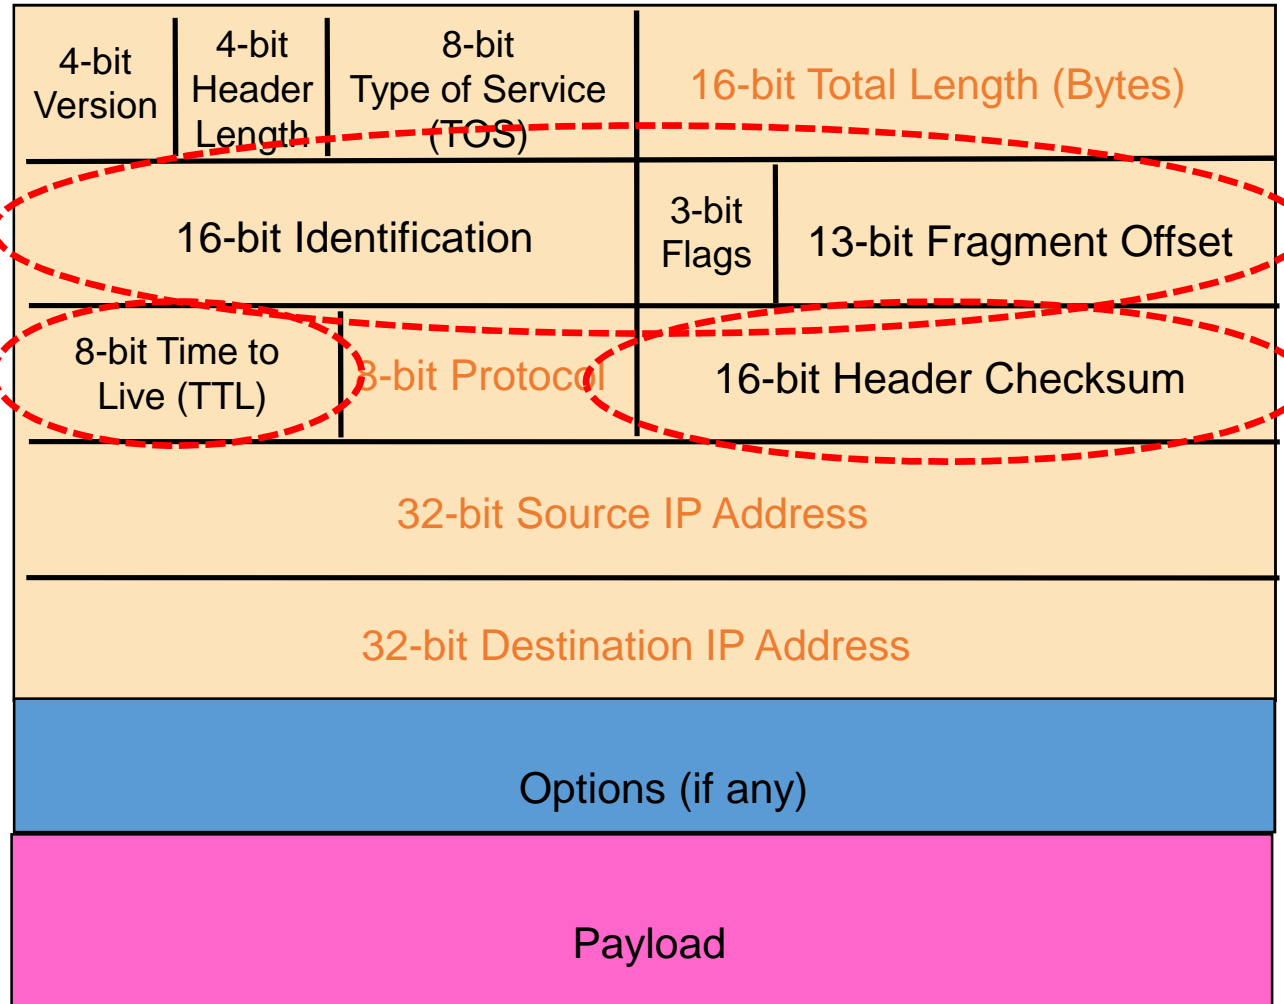 4-bit
Version
4-bit
Header
Length
8-bit
Type of Service
(TOS)
16-bit Total Length (Bytes)
16-bit Identification
3-bit
Flags
13-bit Fragment Offset
8-bit Time to
Live (TTL)
8-bit Protocol
16-bit Header Checksum
32-bit Source IP Address
32-bit Destination IP Address
Options (if any)
Payload